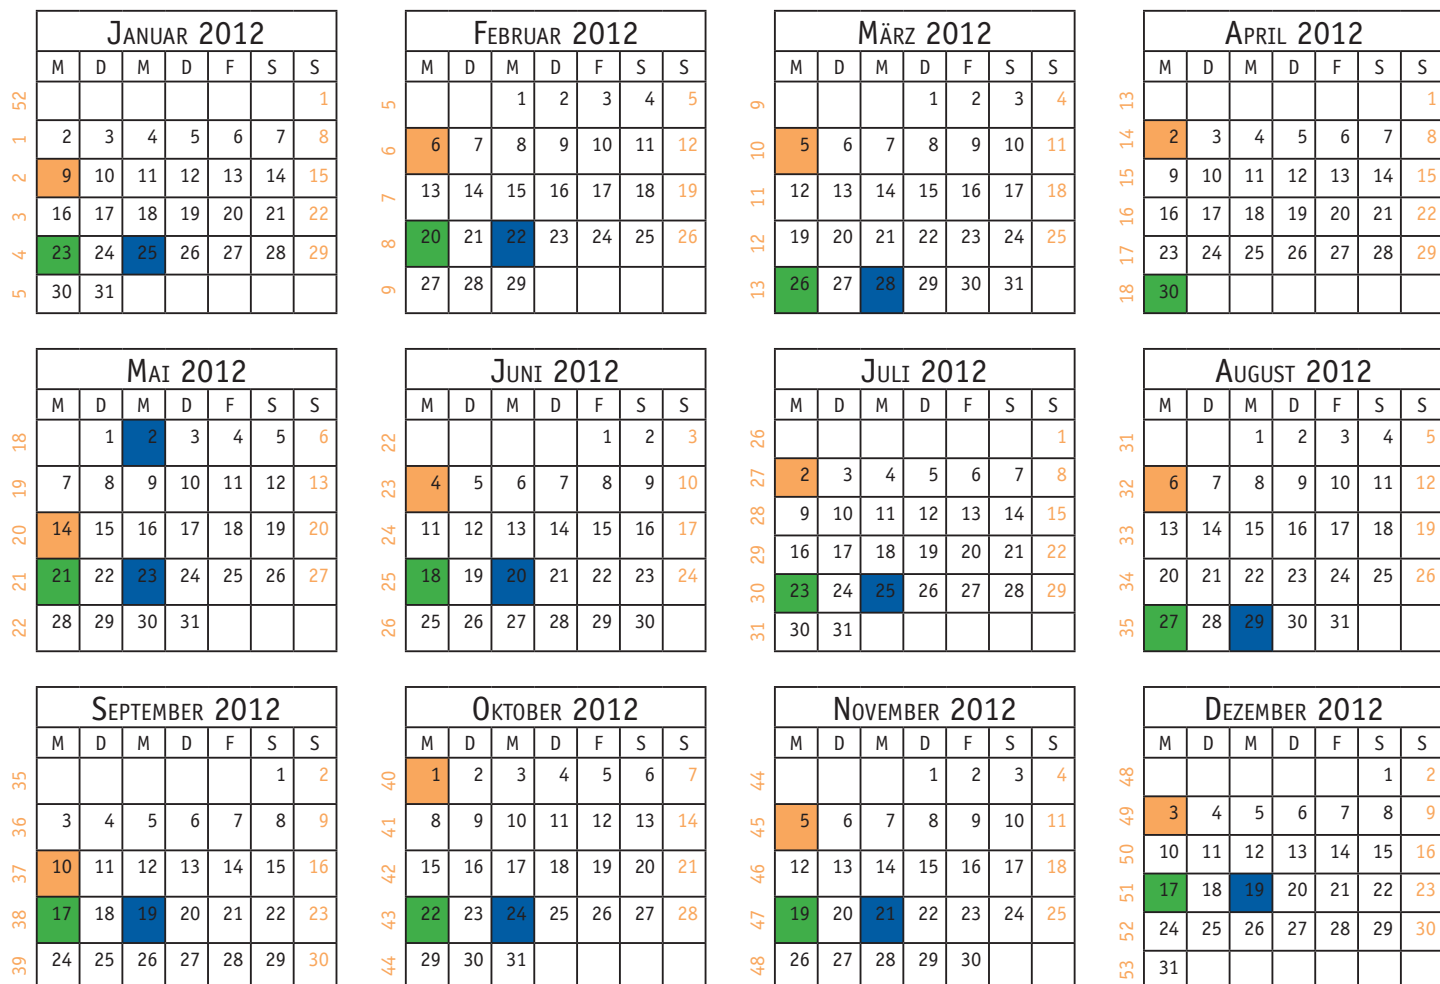 Januar 2012
M D M D F S S
52 1
1 2 3 4 5 6 7 8
2 9 10 11 12 13 14 15
3 16 17 18 19 20 21 22
4 23 24 25 26 27 28 29
5 30 31
Februar 2012
M D M D F S S
5 1 2 3 4 5
6 6 7 8 9 10 11 12
7 13 14 15 16 17 18 19
8 20 21 22 23 24 25 26
9 27 28 29
März 2012
M D M D F S S
9 1 2 3 4
10 5 6 7 8 9 10 11
11 12 13 14 15 16 17 18
12 19 20 21 22 23 24 25
13 26 27 28 29 30 31
April 2012
M D M D F S S
13 1
14 2 3 4 5 6 7 8
15 9 10 11 12 13 14 15
16 16 17 18 19 20 21 22
17 23 24 25 26 27 28 29
18 30
Mai 2012
M D M D F S S
18 1 2 3 4 5 6
19 7 8 9 10 11 12 13
20 14 15 16 17 18 19 20
21 21 22 23 24 25 26 27
22 28 29 30 31
Juni 2012
M D M D F S S
22 1 2 3
23 4 5 6 7 8 9 10
24 11 12 13 14 15 16 17
25 18 19 20 21 22 23 24
26 25 26 27 28 29 30
Juli 2012
M D M D F S S
26 1
27 2 3 4 5 6 7 8
28 9 10 11 12 13 14 15
29 16 17 18 19 20 21 22
30 23 24 25 26 27 28 29
31 30 31
August 2012
M D M D F S S
31 1 2 3 4 5
32 6 7 8 9 10 11 12
33 13 14 15 16 17 18 19
34 20 21 22 23 24 25 26
35 27 28 29 30 31
September 2012
M D M D F S S
35 1 2
36 3 4 5 6 7 8 9
37 10 11 12 13 14 15 16
38 17 18 19 20 21 22 23
39 24 25 26 27 28 29 30
Oktober 2012
M D M D F S S
40 1 2 3 4 5 6 7
41 8 9 10 11 12 13 14
42 15 16 17 18 19 20 21
43 22 23 24 25 26 27 28
44 29 30 31
November 2012
M D M D F S S
44 1 2 3 4
45 5 6 7 8 9 10 11
46 12 13 14 15 16 17 18
47 19 20 21 22 23 24 25
48 26 27 28 29 30
Dezember 2012
M D M D F S S
48 1 2
49 3 4 5 6 7 8 9
50 10 11 12 13 14 15 16
51 17 18 19 20 21 22 23
52 24 25 26 27 28 29 30
53 31